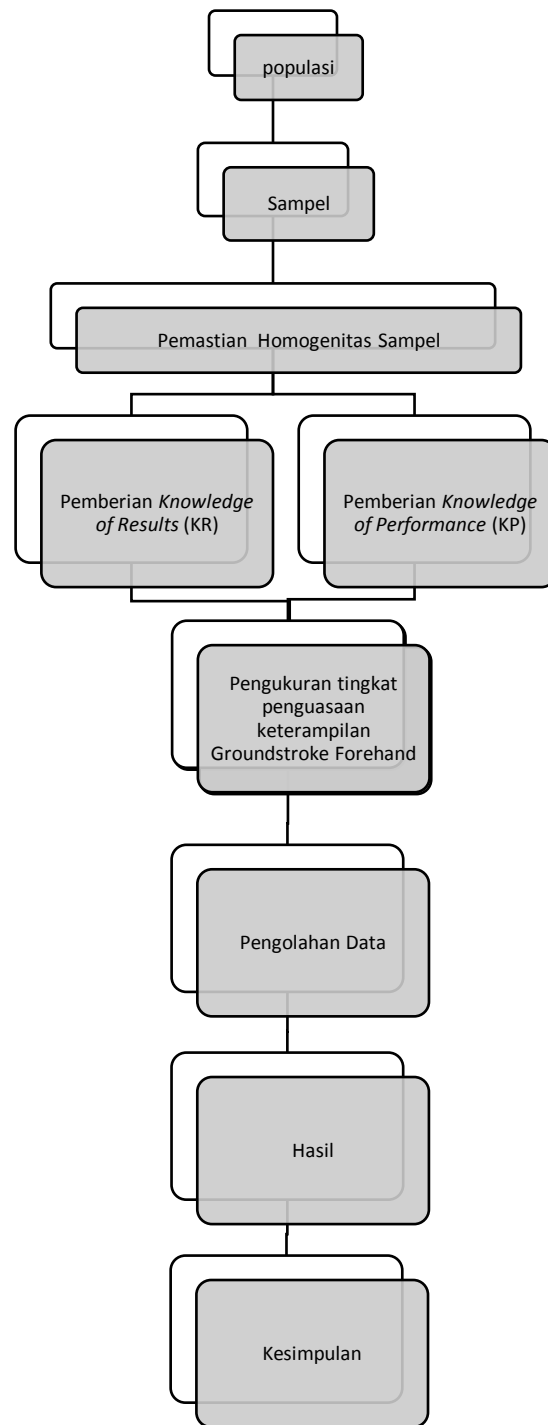 populasi
Sampel
Pemastian  Homogenitas Sampel
Pemberian Knowledge
of Results (KR)
Pemberian Knowledge
of Performance (KP)
Pengukuran tingkat
penguasaan
keterampilan
Groundstroke Forehand
Pengolahan Data
Hasil
Kesimpulan